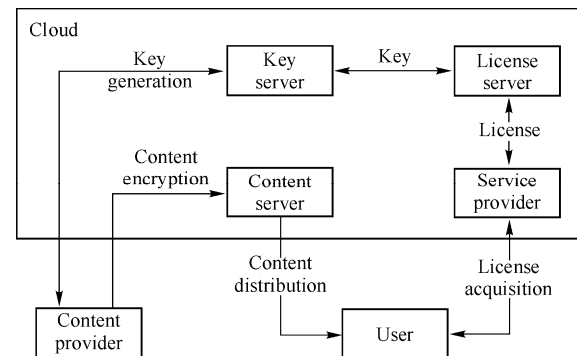 Cloud
Key
generation
Key
server
Key
License
server
License
Content
encryption
Content
server
Service
provider
Content
distribution
License
acquisition
Content
provider
User